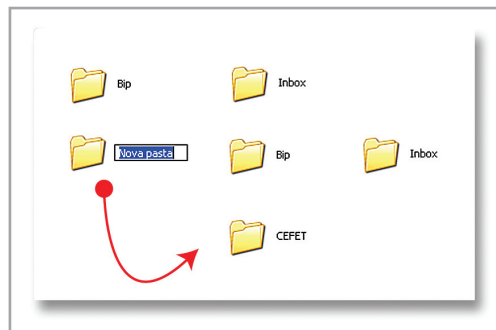 Bip
Inbox
Nova pasta
Bip
Inbox
CEFET